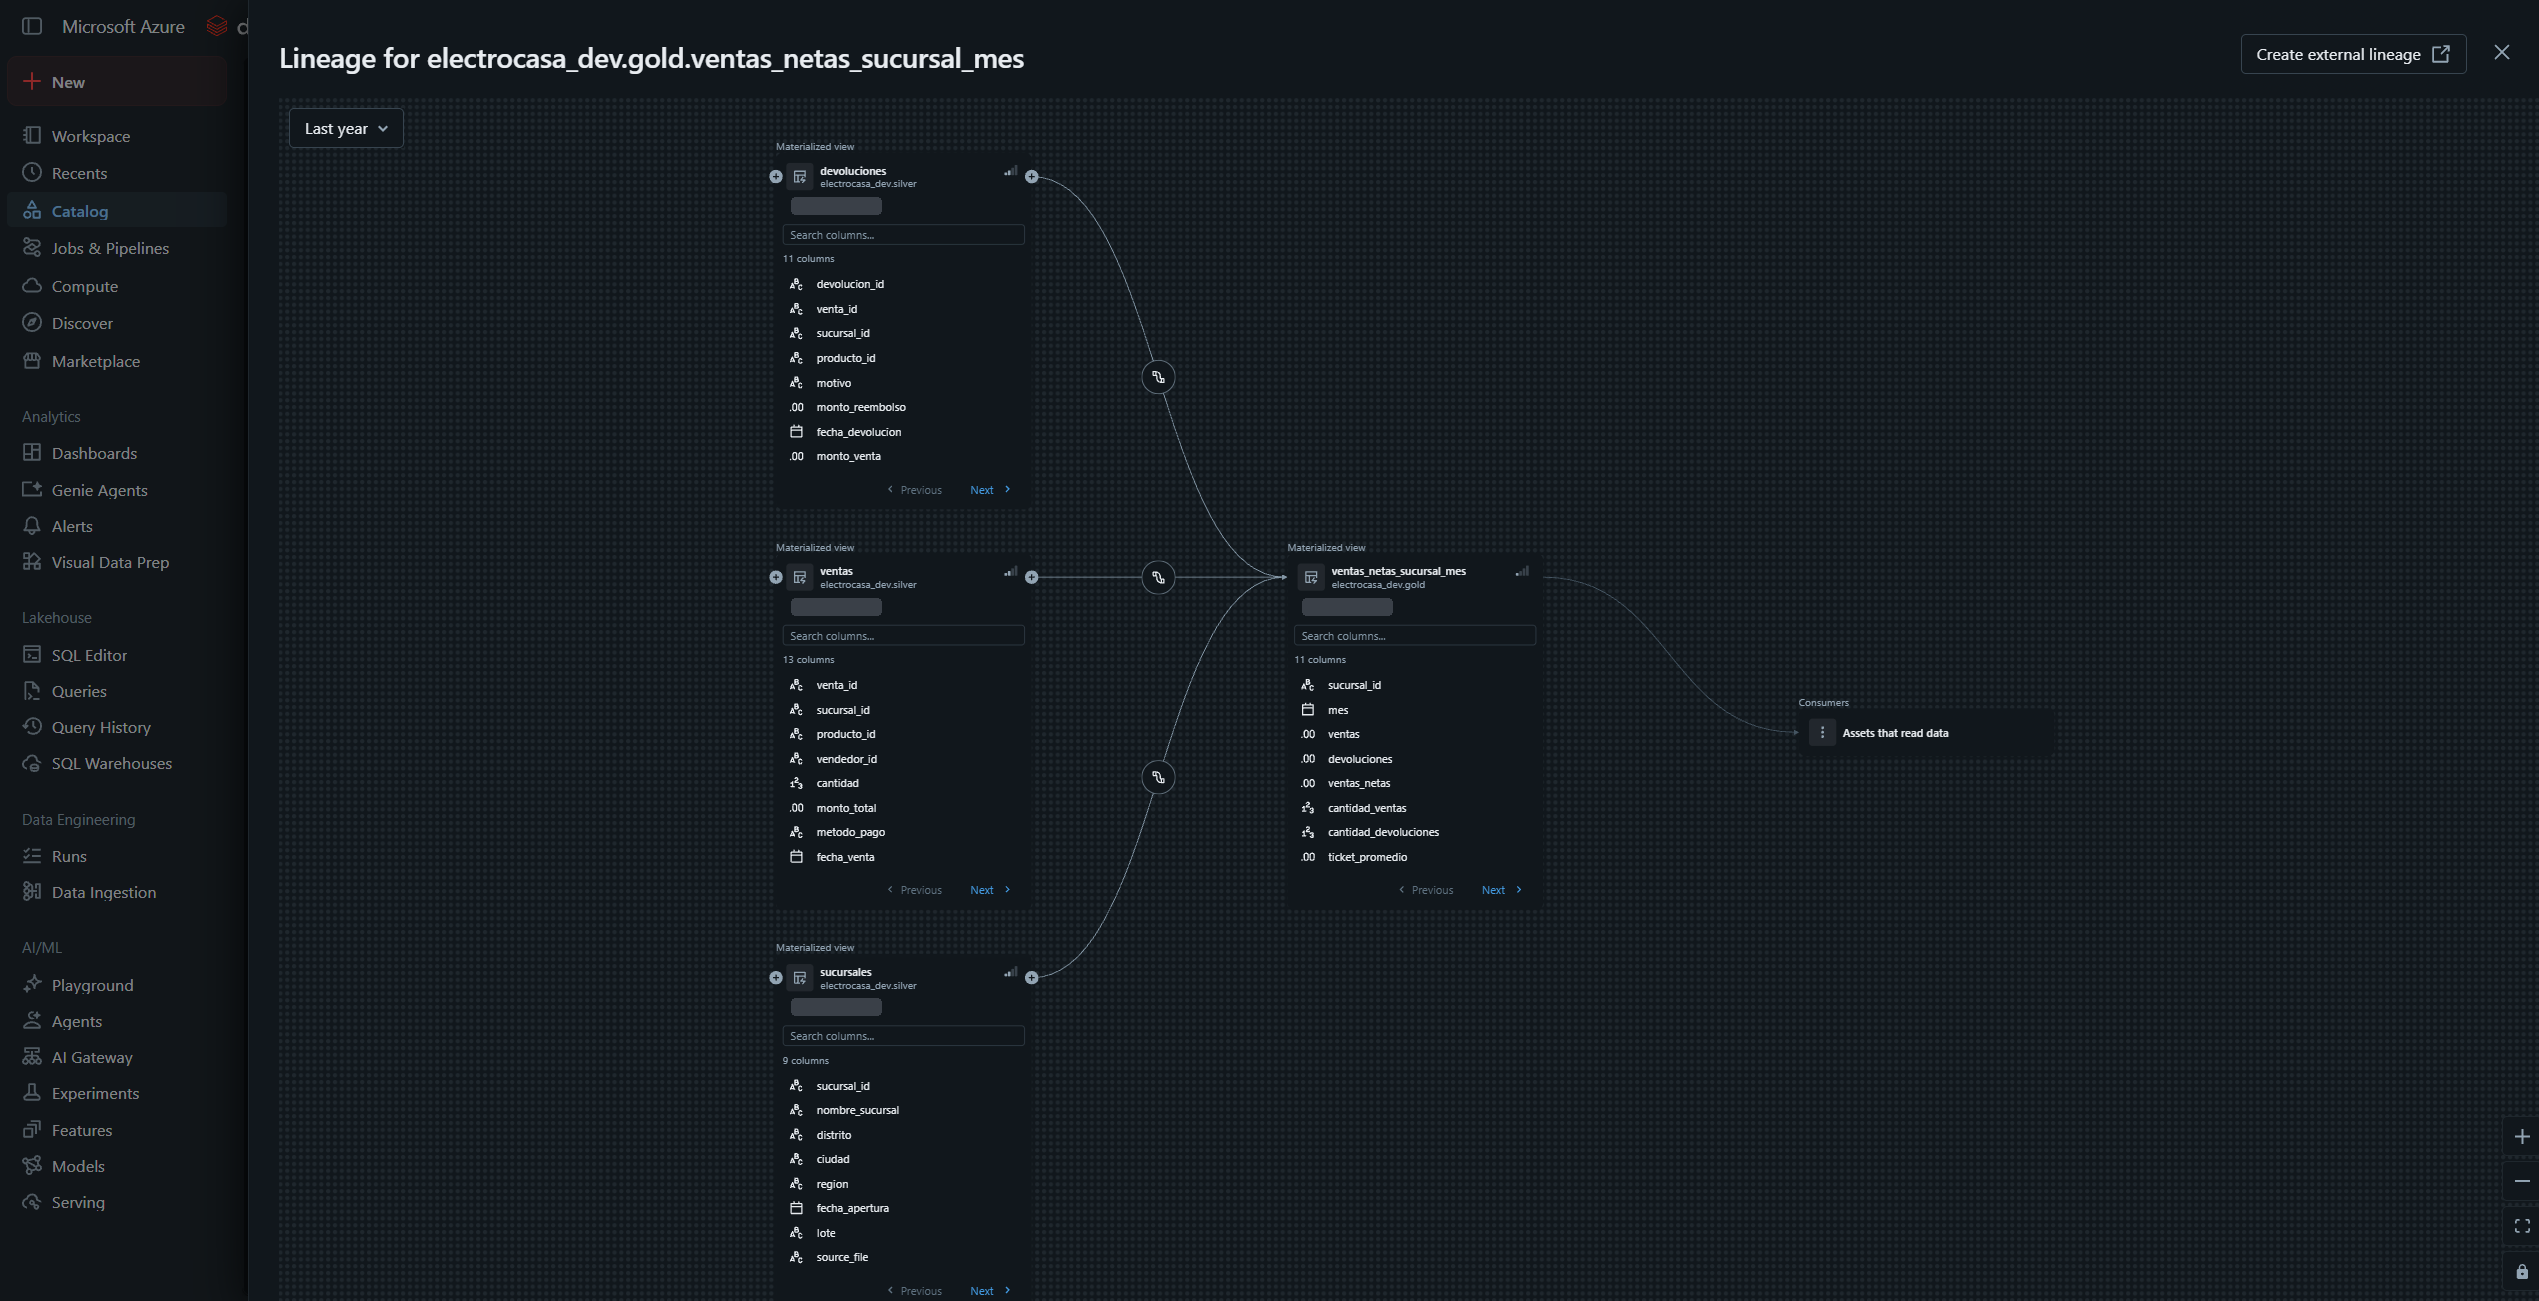 Microsoft Azure
New
Workspace
Recents
Catalog
Jobs & Pipelines
Compute
Discover
Marketplace
Analytics
Dashboards
Genie Agents
Alerts
Visual Data Prep
Lakehouse
SQL Editor
Queries
Query History
SQL Warehouses
Data Engineering
Runs
Data Ingestion
AI/ML
Playground
Agents
AI Gateway
Experiments
Features
Models
Serving
Lineage for electrocasa_dev.gold.ventas_netas_sucursal_mes
Create external lineage
Last year
Materialized view
devoluciones
electrocasa_dev.silver
Search columns...
11 columns
devolucion_id
venta_id
sucursal_id
producto_id
motivo
.00 monto_reembolso
fecha_devolucion
.00 monto_venta
Previous Next
Materialized view
ventas
electrocasa_dev.silver
Search columns...
13 columns
venta_id
sucursal_id
producto_id
vendedor_id
cantidad
.00 monto_total
metodo_pago
fecha_venta
Previous Next
Materialized view
sucursales
electrocasa_dev.silver
Search columns...
9 columns
sucursal_id
nombre_sucursal
distrito
ciudad
region
fecha_apertura
lote
source_file
Previous Next
Materialized view
ventas_netas_sucursal_mes
electrocasa_dev.gold
Search columns...
11 columns
sucursal_id
mes
.00 ventas
.00 devoluciones
.00 ventas_netas
cantidad_ventas
cantidad_devoluciones
.00 ticket_promedio
Previous Next
Consumers
Assets that read data